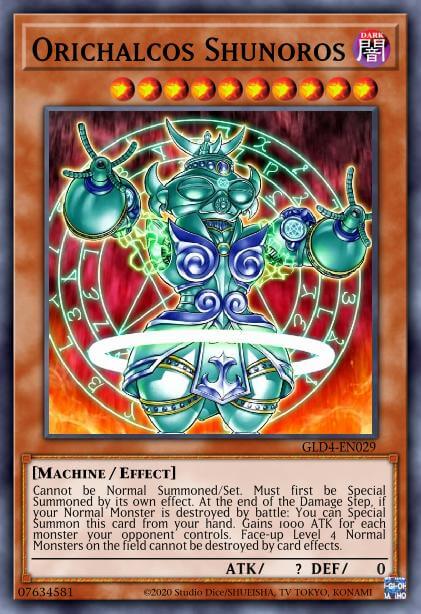 Orichalcos Shunoros
DARK
闇
GLD4-EN029
[Machine / Effect]
Cannot be Normal Summoned/Set. Must first be Special
Summoned by its own effect. At the end of the Damage Step, if
your Normal Monster is destroyed by battle: You can Special
Summon this card from your hand. Gains 1000 ATK for each
monster your opponent controls. Face-up Level 4 Normal
Monsters on the field cannot be destroyed by card effects.
ATK/ ? DEF/ 0
07634581
©2020 Studio Dice/SHUEISHA, TV TOKYO, KONAMI